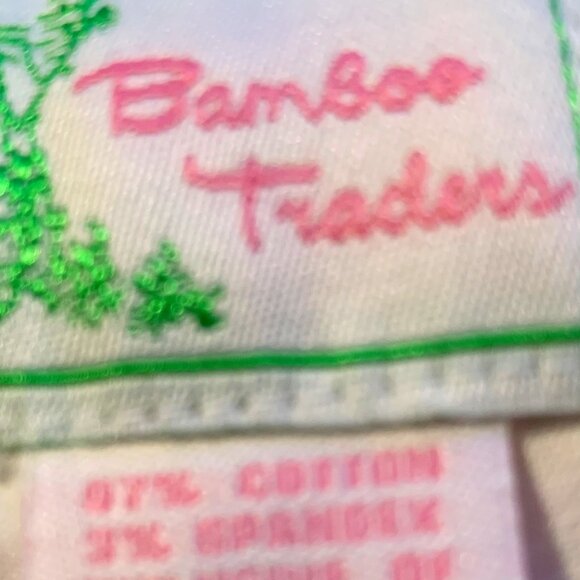 Bamboo
Traders
97% COTTON
3% SPANDEX